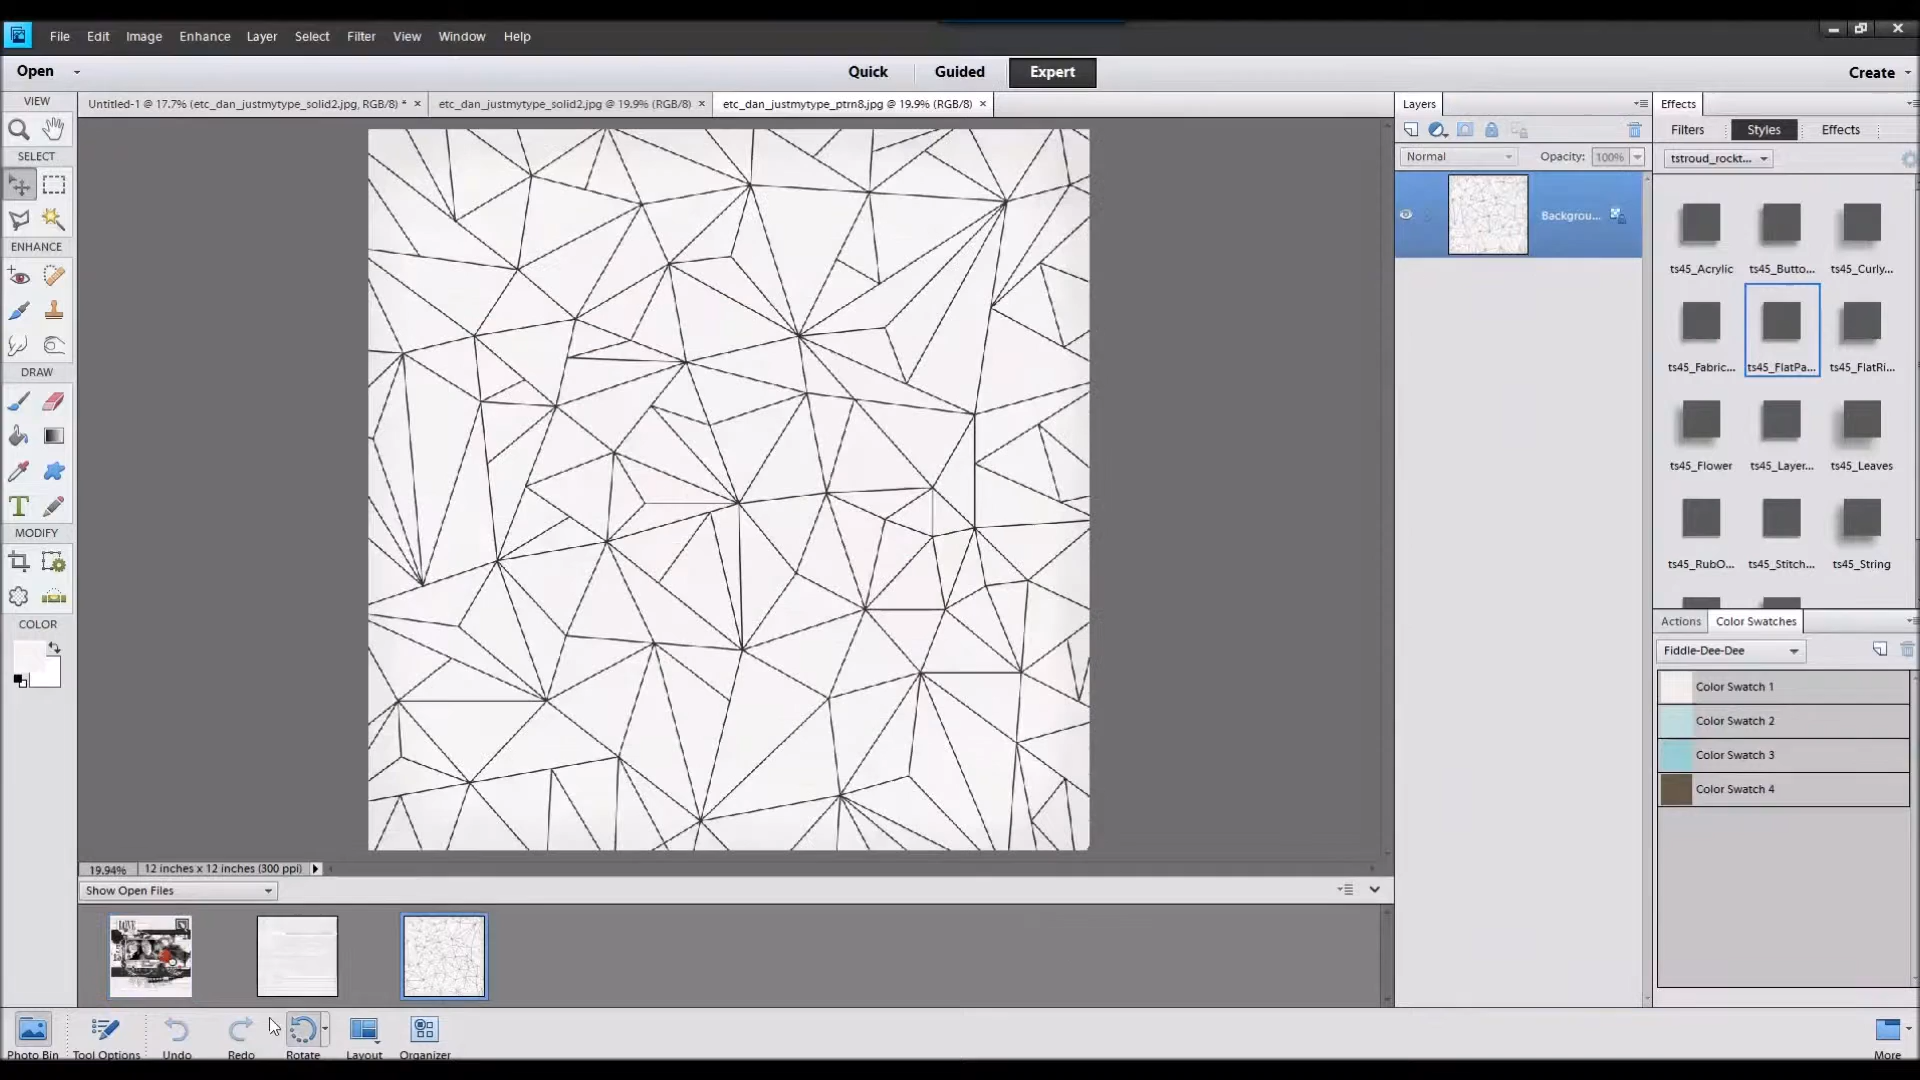 File Edit Image Enhance Layer Select Filter View Window Help
Open Quick Guided Expert Create
VIEW
Untitled-1 @ 17.7% (etc_dan_justmytype_solid2.jpg, RGB/8) * × etc_dan_justmytype_solid2.jpg @ 19.9% (RGB/8) × etc_dan_justmytype_ptrn8.jpg @ 19.9% (RGB/8) ×
Layers
Effects
Filters Styles Effects
SELECT
Normal Opacity: 100%
tstroud_rockt...
Backgrou...
ENHANCE
ts45_Acrylic ts45_Butto... ts45_Curly...
ts45_Fabric... ts45_FlatPa... ts45_FlatRi...
DRAW
ts45_Flower ts45_Layer... ts45_Leaves
T
MODIFY
ts45_RubO... ts45_Stitch... ts45_String
COLOR
Actions Color Swatches
Fiddle-Dee-Dee
Color Swatch 1
Color Swatch 2
Color Swatch 3
Color Swatch 4
19.94% 12 inches x 12 inches (300 ppi)
Show Open Files
Photo Bin Tool Options Undo Redo Rotate Layout Organizer More